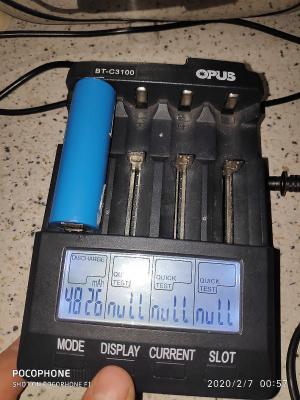 BT-C3100 OPUS
DISCHARGE QUICK TEST QUICK TEST QUICK TEST
mAh
4826 null null null
MODE DISPLAY CURRENT SLOT
POCOPHONE
SHOT ON POCOPHONE F1
2020/2/7 00:57